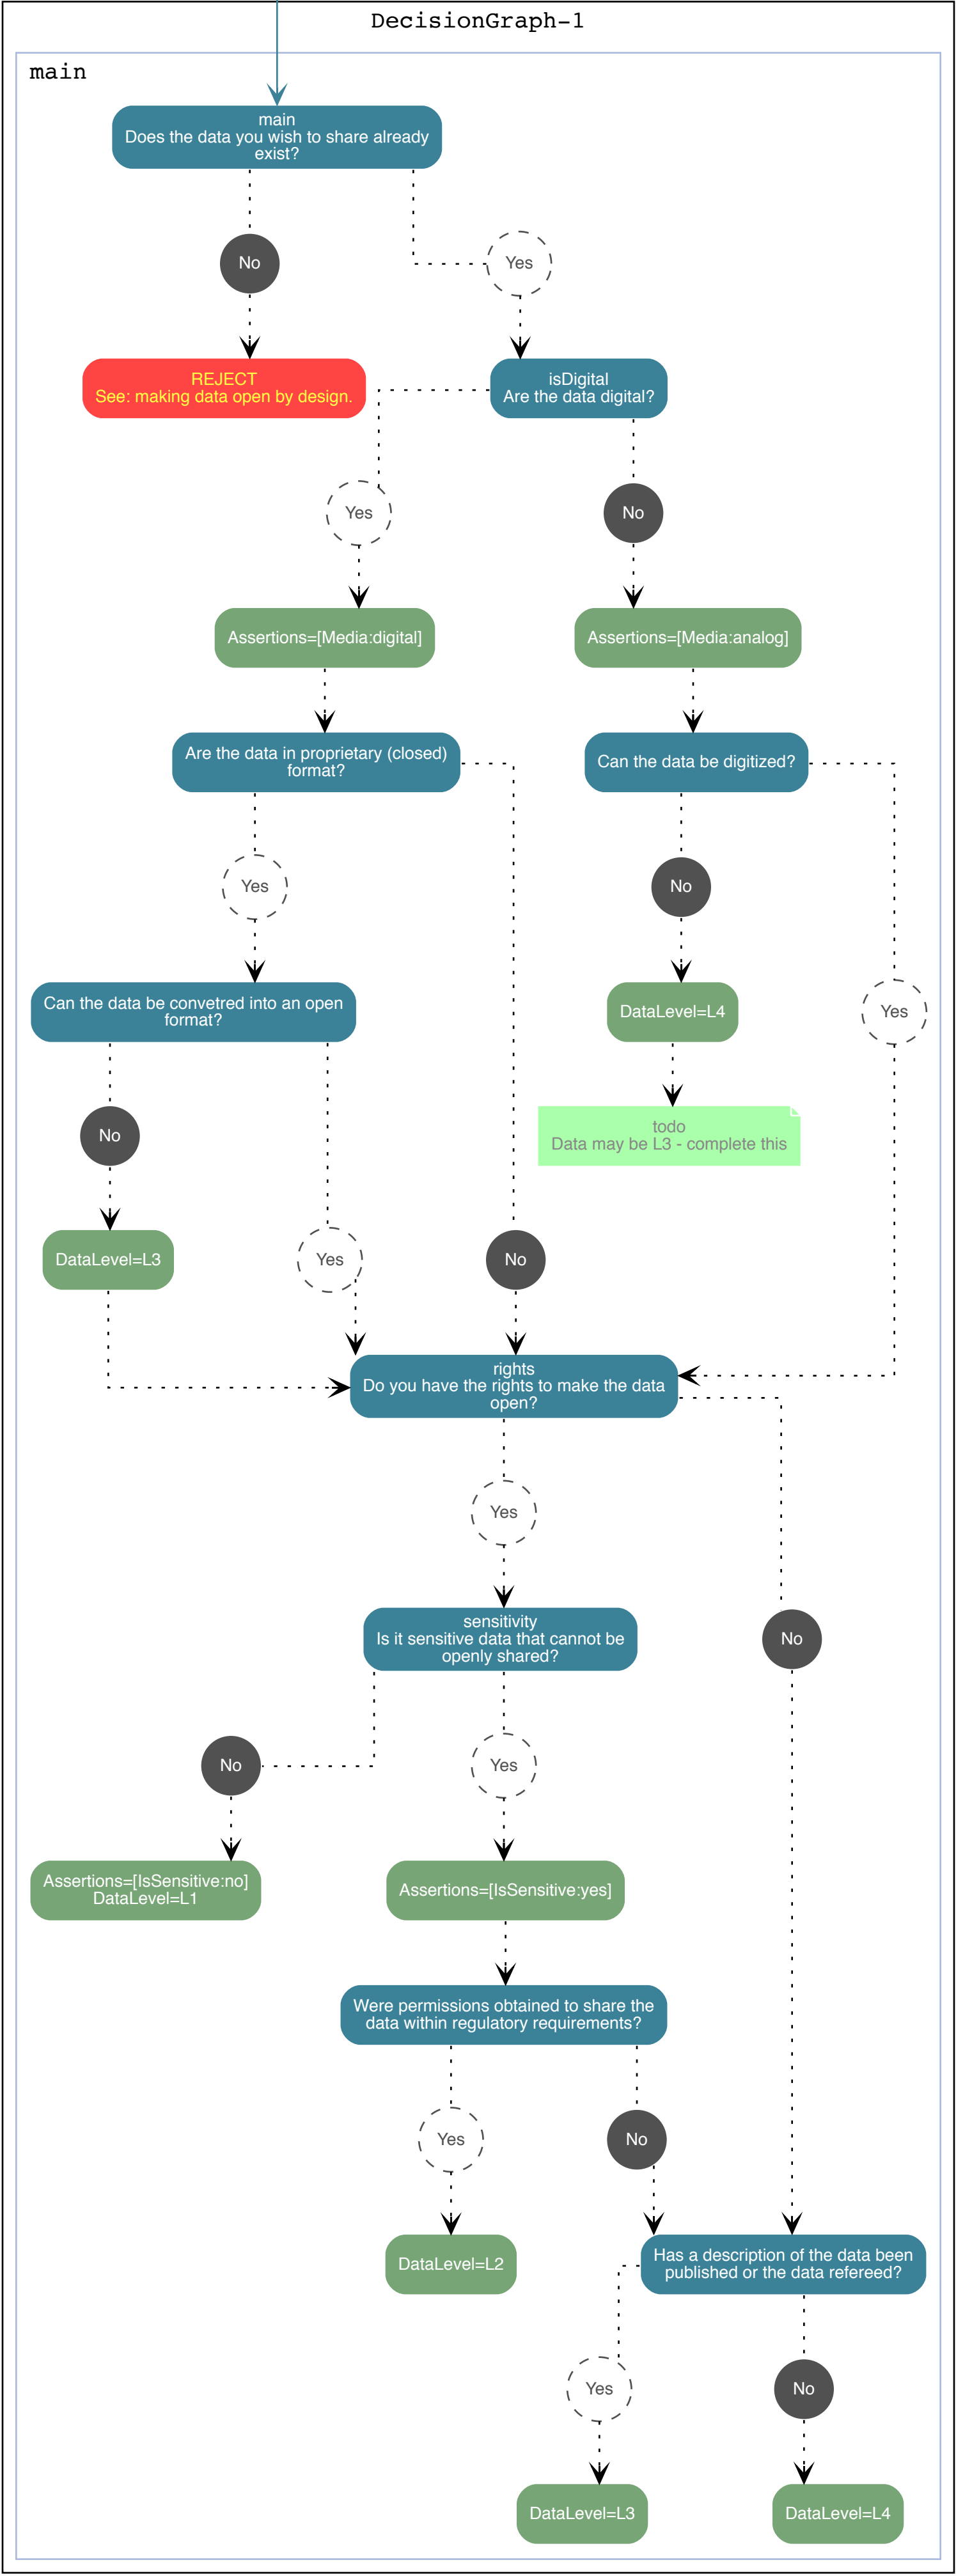 DecisionGraph-1
main
main
Does the data you wish to share already
exist?
No
Yes
REJECT
See: making data open by design.
isDigital
Are the data digital?
Yes
No
Assertions=[Media:digital]
Assertions=[Media:analog]
Are the data in proprietary (closed)
format?
Can the data be digitized?
Yes
No
Can the data be convetred into an open
format?
DataLevel=L4
Yes
No
todo
Data may be L3 - complete this
DataLevel=L3
Yes
No
rights
Do you have the rights to make the data
open?
Yes
sensitivity
Is it sensitive data that cannot be
openly shared?
No
No
Yes
Assertions=[IsSensitive:no]
DataLevel=L1
Assertions=[IsSensitive:yes]
Were permissions obtained to share the
data within regulatory requirements?
Yes
No
DataLevel=L2
Has a description of the data been
published or the data refereed?
Yes
No
DataLevel=L3
DataLevel=L4